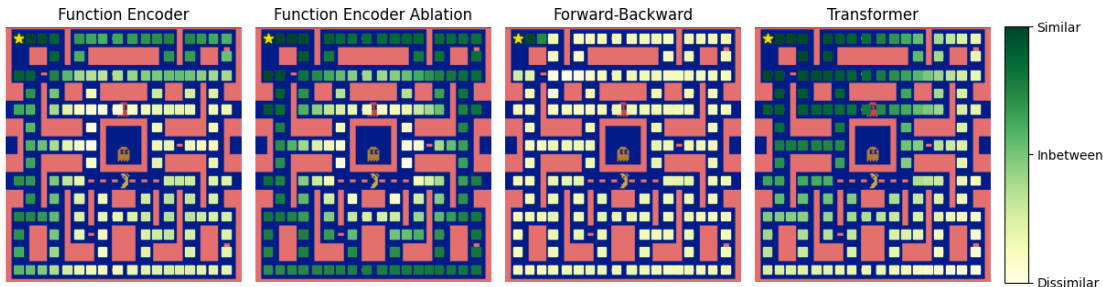 Function Encoder
Function Encoder Ablation
Forward-Backward
Transformer
Similar
Inbetween
Dissimilar